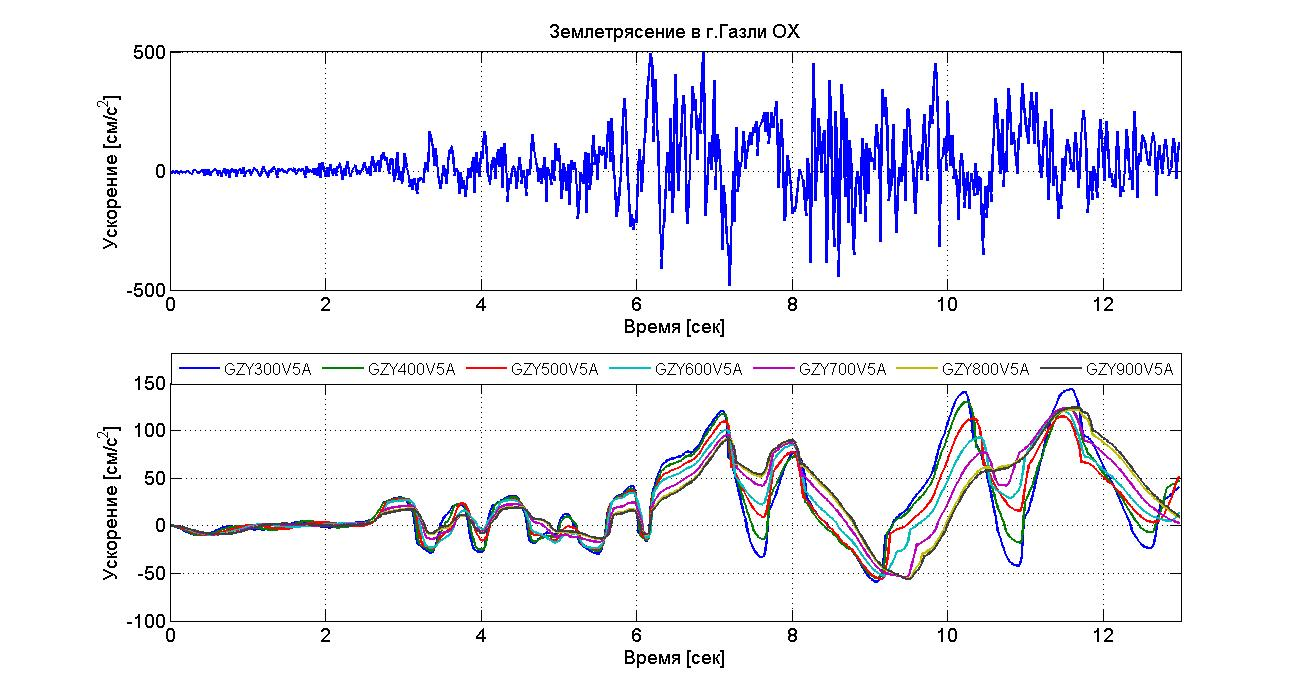 Землетрясение в г.Газли OX
Ускорение [см/с²]
500
0
-500
0 2 4 6 8 10 12
Время [сек]
GZY300V5A GZY400V5A GZY500V5A GZY600V5A GZY700V5A GZY800V5A GZY900V5A
Ускорение [см/с²]
150
100
50
0
-50
-100
0 2 4 6 8 10 12
Время [сек]